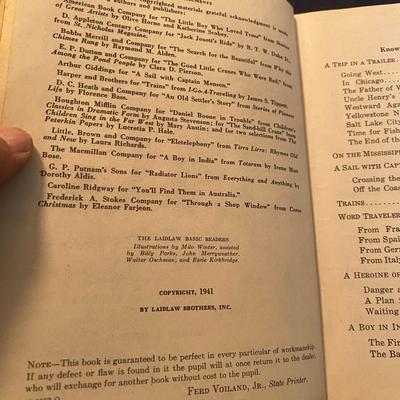 MENTS
copyrighted material grateful acknowledgment is made
authors and publishers:
American Book Company for "The Little Boy Who Loved Trees" from Stories
of Great Artists by Olive Horne and Katherine Scobey.
D. Appleton Century Company for "Jack Jouett's Ride" by R. T. W. Duke, Jr.,
from St. Nicholas Magazine.
Bobbs Merrill and Company for "The Search for the Beautiful" from Why the
Chimes Rang by Raymond M. Alden.
E. P. Dutton and Company for "The Good Little Crusoes Who Were Bad," from
Among the Pond People by Clara D. Pierson.
Arthur Giddings for "A Sail with Captain Monson."
Harper and Brothers for "Trains" from I-Go-A-Traveling by James S. Tippett.
D. C. Heath and Company for "An Old Settler's Story" from Stories of Pioneer
Life by Florence Bass.
Houghton Mifflin Company for "Daniel Boone in Trouble" from Children's
Classics in Dramatic Form by Augusta Stevenson; for "The Sandhill Crane" from
Children Sing in the Far West by Mary Austin; and for two selections from The
Peterkin Papers by Lucretia P. Hale.
Little, Brown and Company for "Eletelephony" from Tirra Lirra: Rhymes Old
and New by Laura Richards.
The Macmillan Company for "A Boy in India" from Totaram by Irene Mott
Bose.
G. P. Putnam's Sons for "Radiator Lions" from Everything and Anything by
Dorothy Aldis.
Caroline Ridgway for "You'll Find Them in Australia."
Frederick A. Stokes Company for "Through a Shop Window" from Come
Christmas by Eleanor Farjeon.
THE LAIDLAW BASIC READERS
Illustrations by Milo Winter, assisted
by Billy Parks, John Merryweather,
Walter Oschman, and Esrie Kirkbridge.
COPYRIGHT, 1941
BY LAIDLAW BROTHERS, INC.
NOTE—This book is guaranteed to be perfect in every particular of workmanship.
If any defect or flaw is found in it the pupil will at once return it to the dealer,
who will exchange for another book without cost to the pupil.
FERD VOILAND, JR., State Printer.
KNOW
A TRIP IN A TRAILER
Going West
In Chicago
The Father of W
Uncle Henry's
Westward Aga
Yellowstone N
Salt Lake City
Time for Fish
The End of the
ON THE MISSISSIPPI
A SAIL WITH CAPT
Crossing the
Off the Coas
TRAINS
WORD TRAVELER
From Fra
From Spai
From Ger
From Ital
A HEROINE OF
Danger a
A Plan
Waiting
A BOY IN IN
The Fir
The Ba